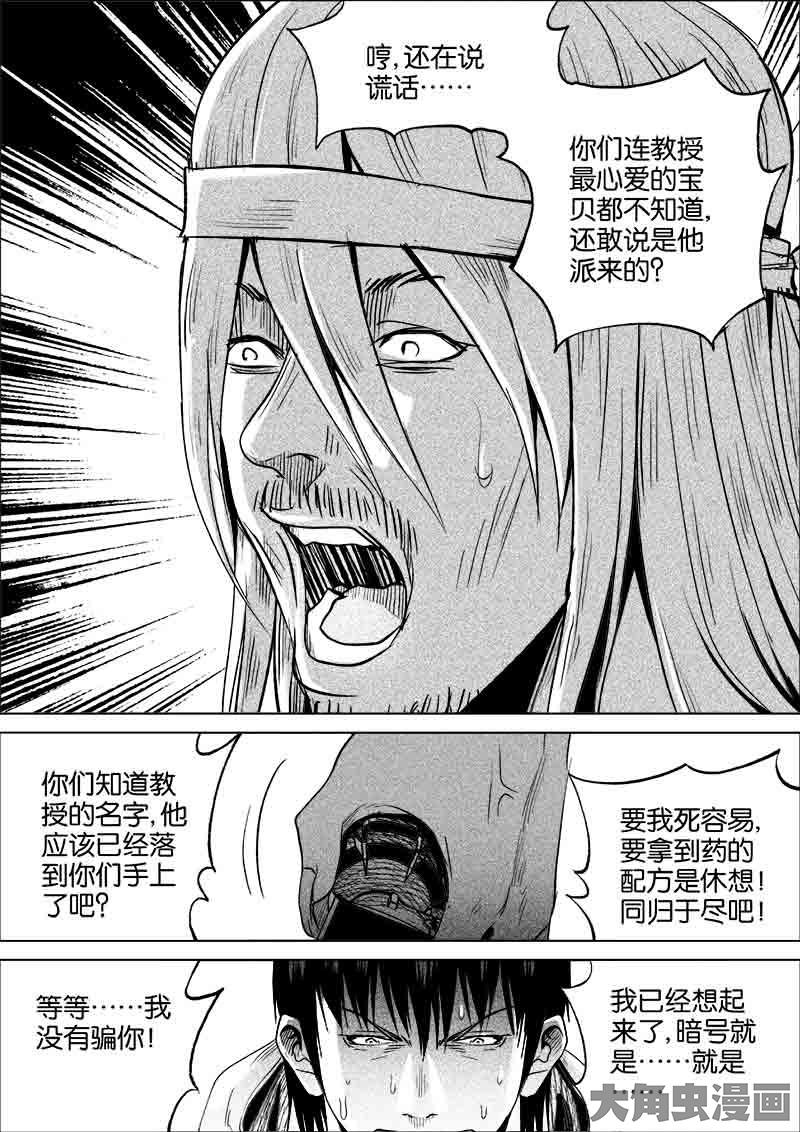 哼，还在说
谎话……
你们连教授
最心爱的宝
贝都不知道，
还敢说是他
派来的？
你们知道教
授的名字，他
应该已经落
到你们手上
了吧？
要我死容易，
要拿到药的
配方是休想！
同归于尽吧！
等等……我
没有骗你！
我已经想起
来了，暗号就
是……就是
……
大角虫漫画